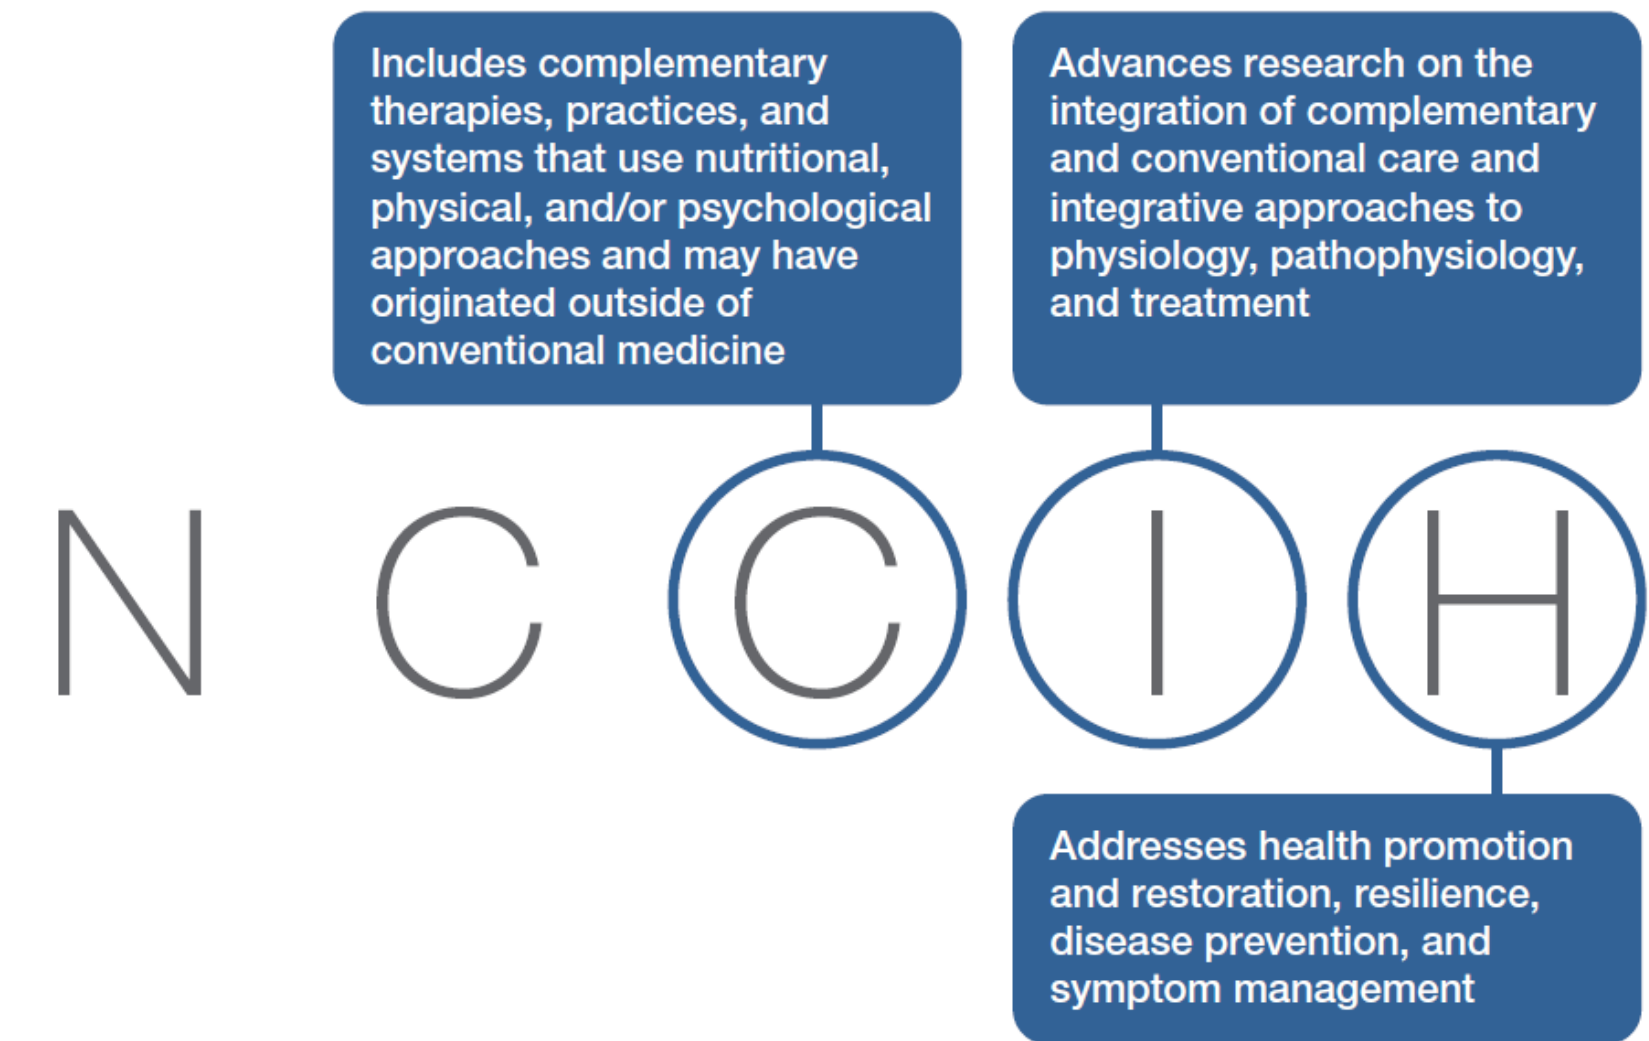 Includes complementary
therapies, practices, and
systems that use nutritional,
physical, and/or psychological
approaches and may have
originated outside of
conventional medicine
Advances research on the
integration of complementary
and conventional care and
integrative approaches to
physiology, pathophysiology,
and treatment
N C C I H
Addresses health promotion
and restoration, resilience,
disease prevention, and
symptom management